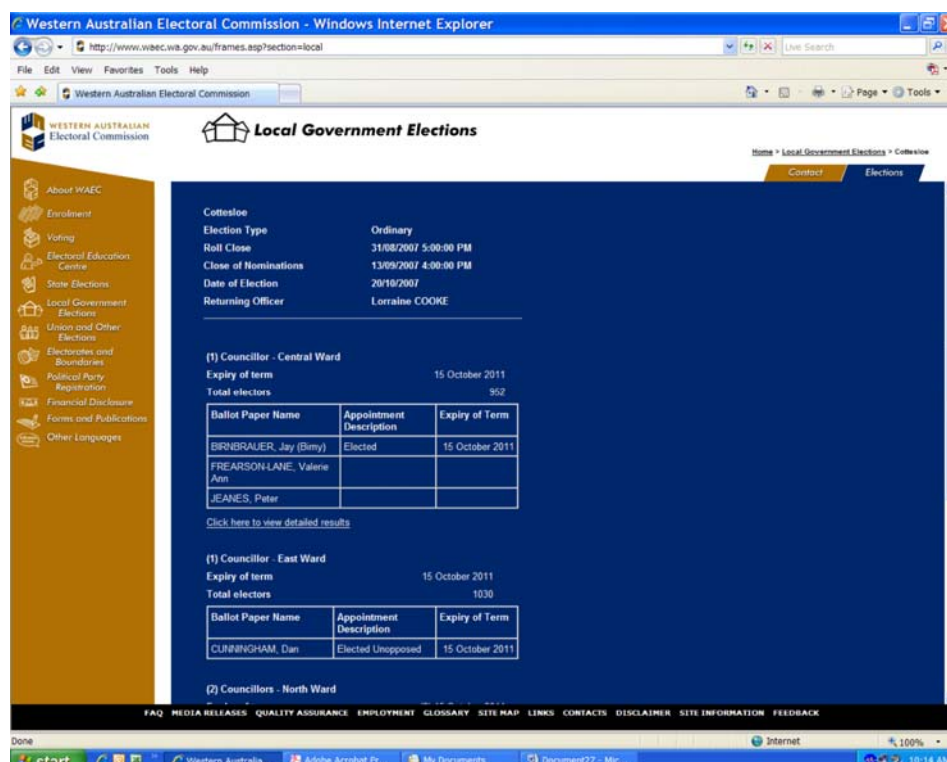 Western Australian Electoral Commission - Windows Internet Explorer
http://www.waec.wa.gov.au/frames.asp?section=local
Live Search
File Edit View Favorites Tools Help
Western Australian Electoral Commission
Page Tools
WESTERN AUSTRALIAN
Electoral Commission
Local Government Elections
Home > Local Government Elections > Cottesloe
Contact Elections
About WAEC
Enrolment
Voting
Electoral Education
Centre
State Elections
Local Government
Elections
Union and Other
Elections
Electorates and
Boundaries
Political Party
Registration
Financial Disclosure
Forms and Publications
Other Languages
Cottesloe
Election Type Ordinary
Roll Close 31/08/2007 5:00:00 PM
Close of Nominations 13/09/2007 4:00:00 PM
Date of Election 20/10/2007
Returning Officer Lorraine COOKE
(1) Councillor - Central Ward
Expiry of term 15 October 2011
Total electors 952
Ballot Paper Name Appointment Description Expiry of Term
BIRNBRAUER, Jay (Birny) Elected 15 October 2011
FREARSON-LANE, Valerie
Ann
JEANES, Peter
Click here to view detailed results
(1) Councillor - East Ward
Expiry of term 15 October 2011
Total electors 1030
Ballot Paper Name Appointment Description Expiry of Term
CUNNINGHAM, Dan Elected Unopposed 15 October 2011
(2) Councillors - North Ward
FAQ MEDIA RELEASES QUALITY ASSURANCE EMPLOYMENT GLOSSARY SITE MAP LINKS CONTACTS DISCLAIMER SITE INFORMATION FEEDBACK
Done Internet 100%
start Western Australia Adobe Acrobat Pr My Documents Document22 - Mic 10:14 AM